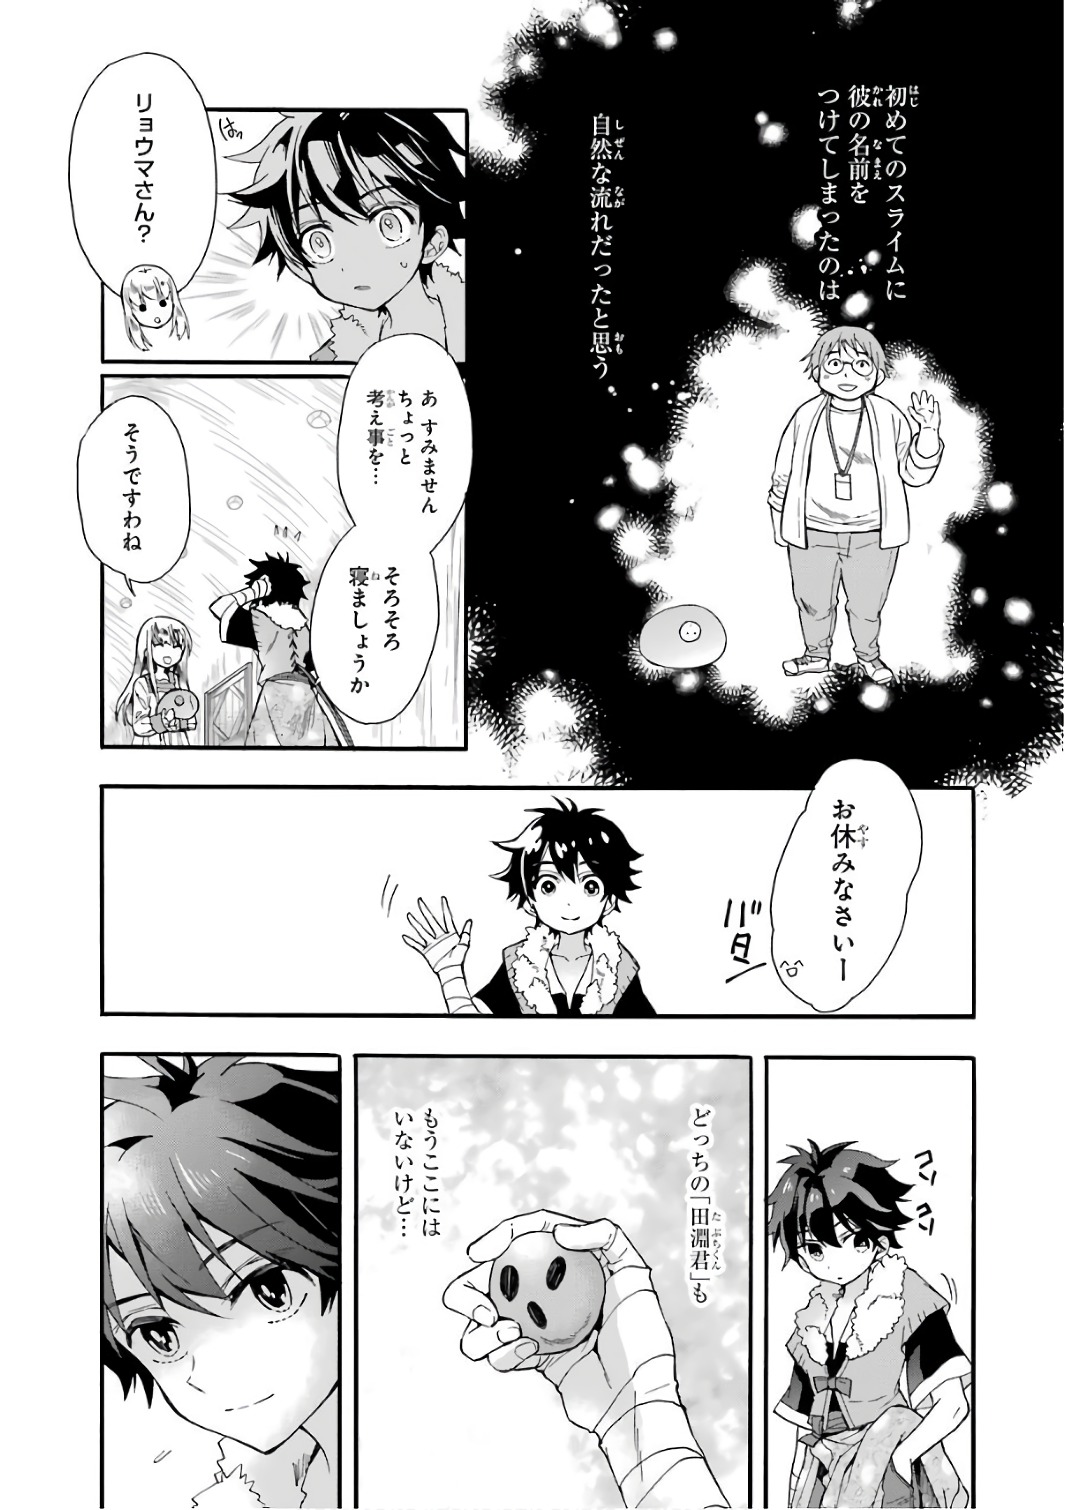 初めてのスライムに
彼の名前を
つけてしまったのは…
自然な流れだったと思う
はっ
リョウマさん?
あ すみません
ちょっと
考え事を…
そろそろ
寝ましょうか
そうですわね
お休みなさいー
バタン
どっちの「田淵君」も
もうここには
いないけど…